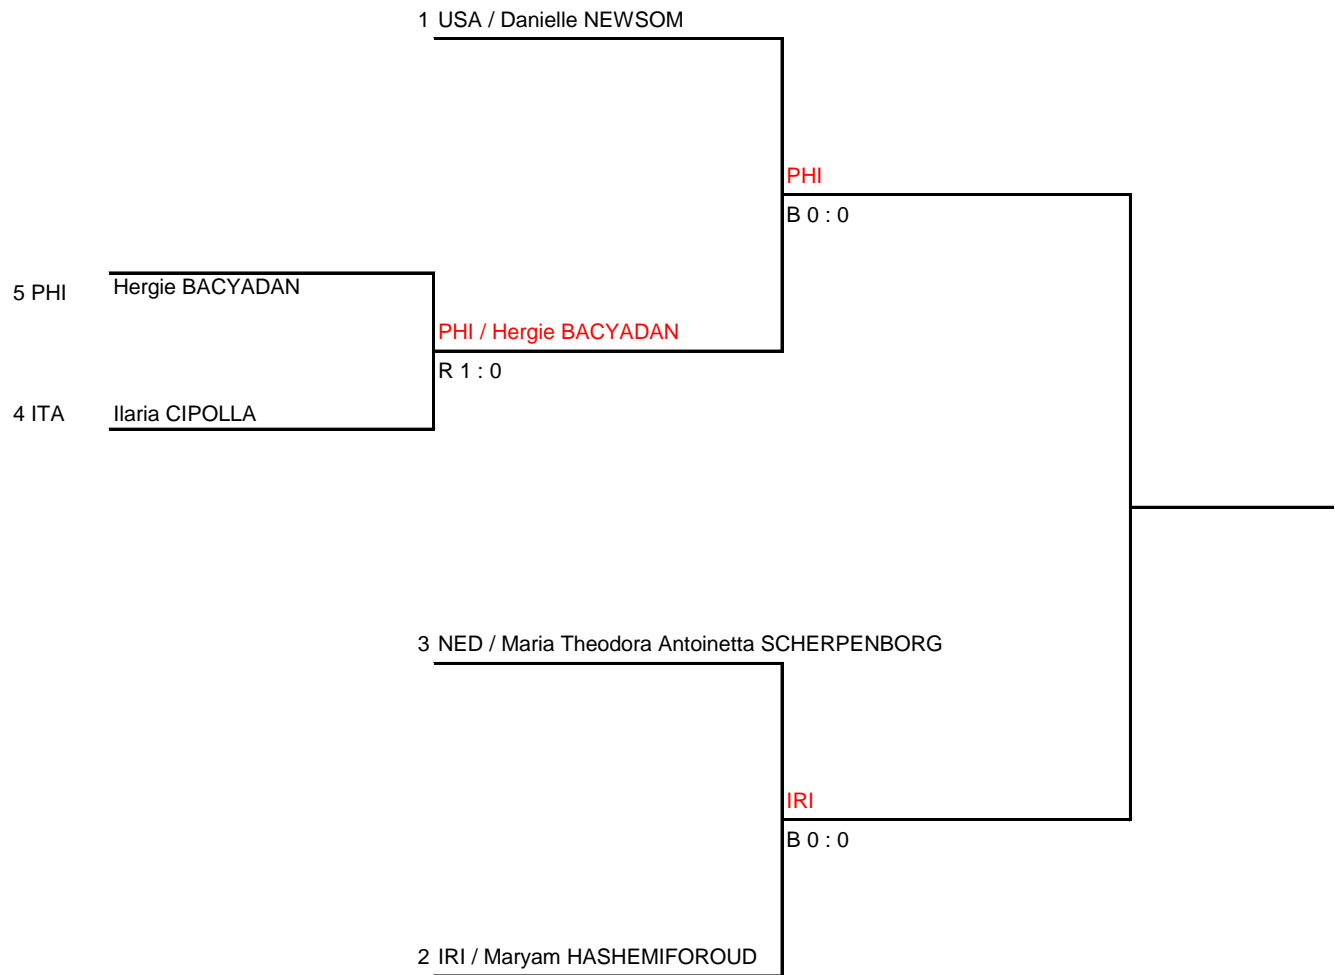 1 USA / Danielle NEWSOM
PHI
B 0 : 0
5 PHI Hergie BACYADAN
PHI / Hergie BACYADAN
R 1 : 0
4 ITA Ilaria CIPOLLA
3 NED / Maria Theodora Antoinetta SCHERPENBORG
IRI
B 0 : 0
2 IRI / Maryam HASHEMIFOROUD